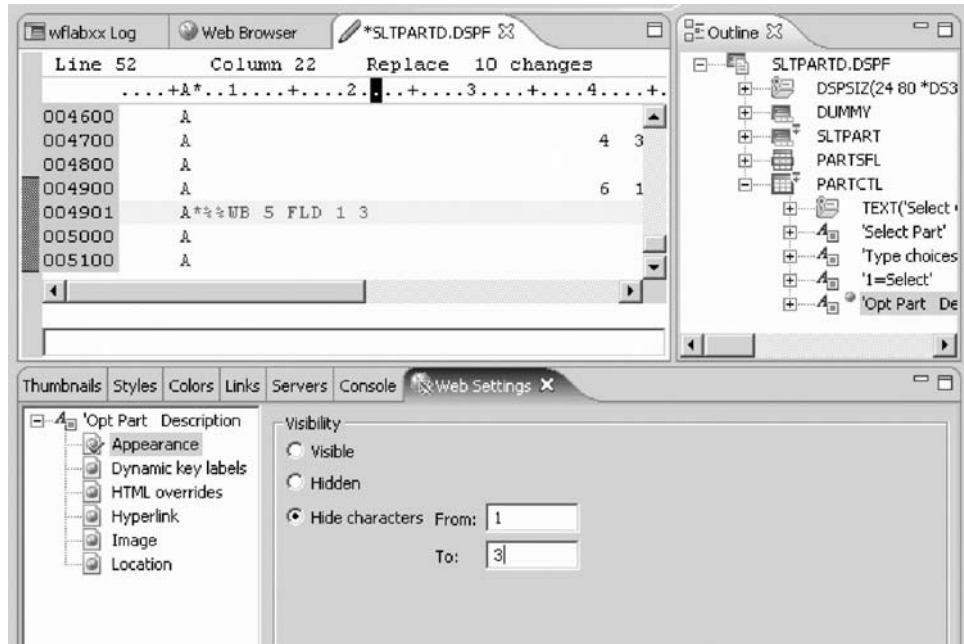 wflabxx Log Web Browser *SLTPARTD.DSPF
Line 52 Column 22 Replace 10 changes
....+A*..1....+....2...+....3....+....4....+.
004600 A
004700 A 4 3
004800 A
004900 A 6 1
004901 A*%%WB 5 FLD 1 3
005000 A
005100 A
Outline
SLTPARTD.DSPF
DSPSIZ(24 80 *DS3
DUMMY
SLTPART
PARTSFL
PARTCTL
TEXT('Select
'Select Part'
'Type choices
'1=Select'
'Opt Part De
Thumbnails Styles Colors Links Servers Console Web Settings
'Opt Part Description
Appearance
Dynamic key labels
HTML overrides
Hyperlink
Image
Location
Visibility
Visible
Hidden
Hide characters From: 1
To: 3